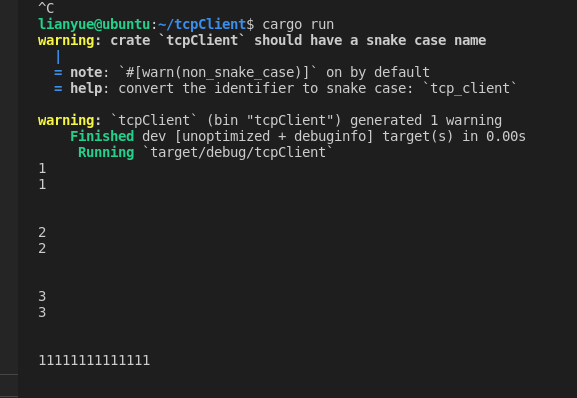 ^C
lianyue@ubuntu:~/tcpClient$ cargo run
warning: crate `tcpClient` should have a snake case name
  |
  = note: `#[warn(non_snake_case)]` on by default
  = help: convert the identifier to snake case: `tcp_client`
warning: `tcpClient` (bin "tcpClient") generated 1 warning
    Finished dev [unoptimized + debuginfo] target(s) in 0.00s
     Running `target/debug/tcpClient`
1
1
2
2
3
3
11111111111111